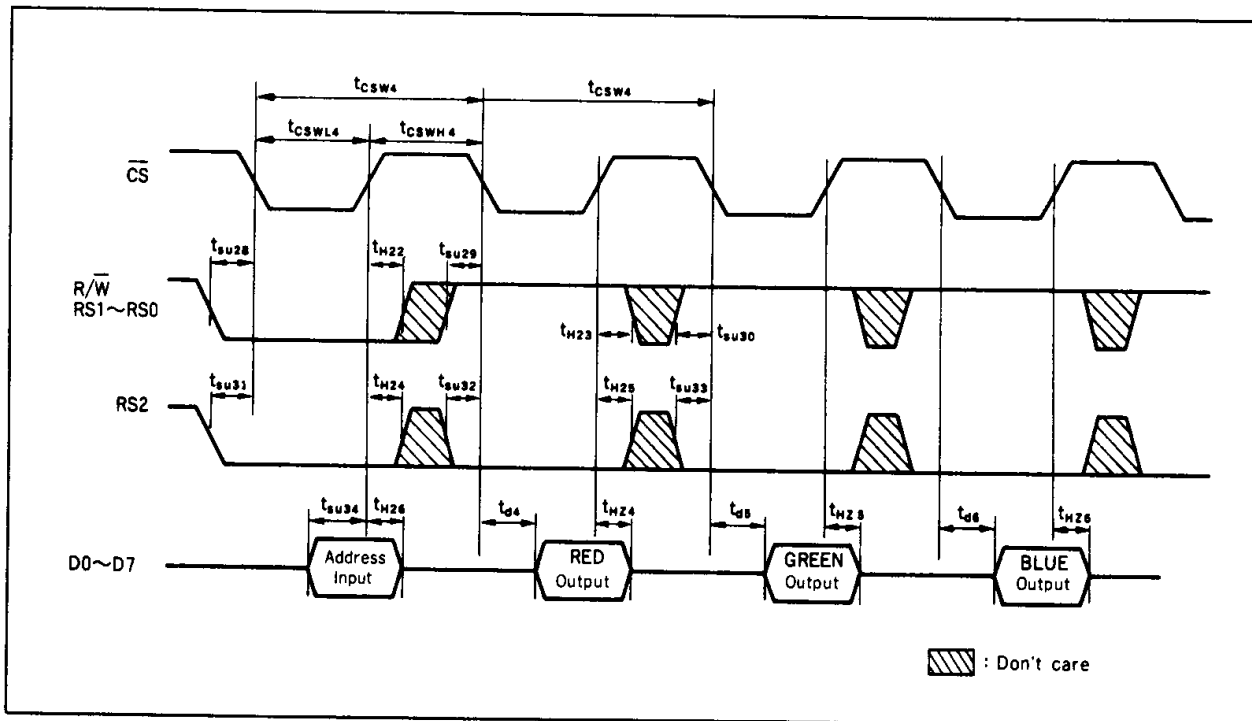 tCSW4 tCSW4
tCSWL4 tCSWH4
C̅S̅
tsu28 tH22 tsu29
R/W̅
RS1~RS0
tH23 tsu30
tsu31 tH24 tsu32 tH25 tsu33
RS2
tsu34 tH26 td4 tHZ4 td5 tHZ5 td6 tHZ6
D0~D7
Address
Input
RED
Output
GREEN
Output
BLUE
Output
: Don't care